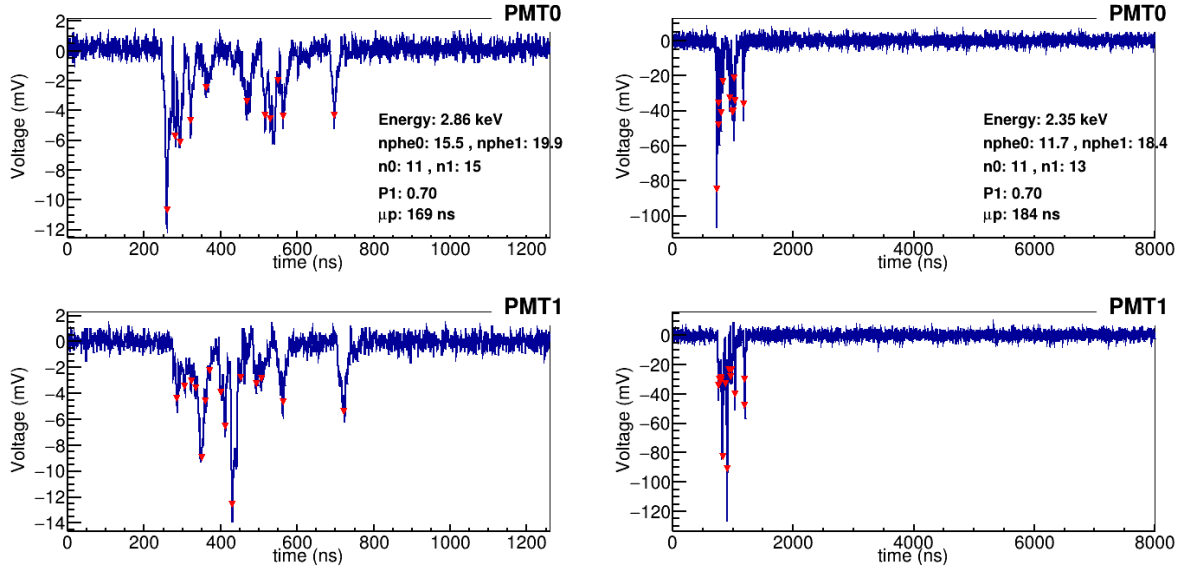 PMT0
Voltage (mV)
2
0
−2
−4
−6
−8
−10
−12
Energy: 2.86 keV
nphe0: 15.5 , nphe1: 19.9
n0: 11 , n1: 15
P1: 0.70
μp: 169 ns
0 200 400 600 800 1000 1200
time (ns)
PMT0
Voltage (mV)
0
−20
−40
−60
−80
−100
Energy: 2.35 keV
nphe0: 11.7 , nphe1: 18.4
n0: 11 , n1: 13
P1: 0.70
μp: 184 ns
0 2000 4000 6000 8000
time (ns)
PMT1
Voltage (mV)
2
0
−2
−4
−6
−8
−10
−12
−14
0 200 400 600 800 1000 1200
time (ns)
PMT1
Voltage (mV)
0
−20
−40
−60
−80
−100
−120
0 2000 4000 6000 8000
time (ns)